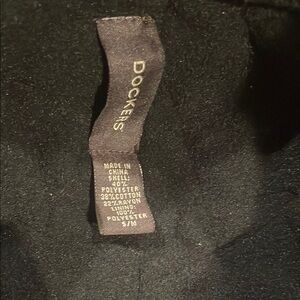 DOCKERS
MADE IN
CHINA
SHELL:
40%
POLYESTER
38%COTTON
22%RAYON
LINING:
100%
POLYESTER
S/M